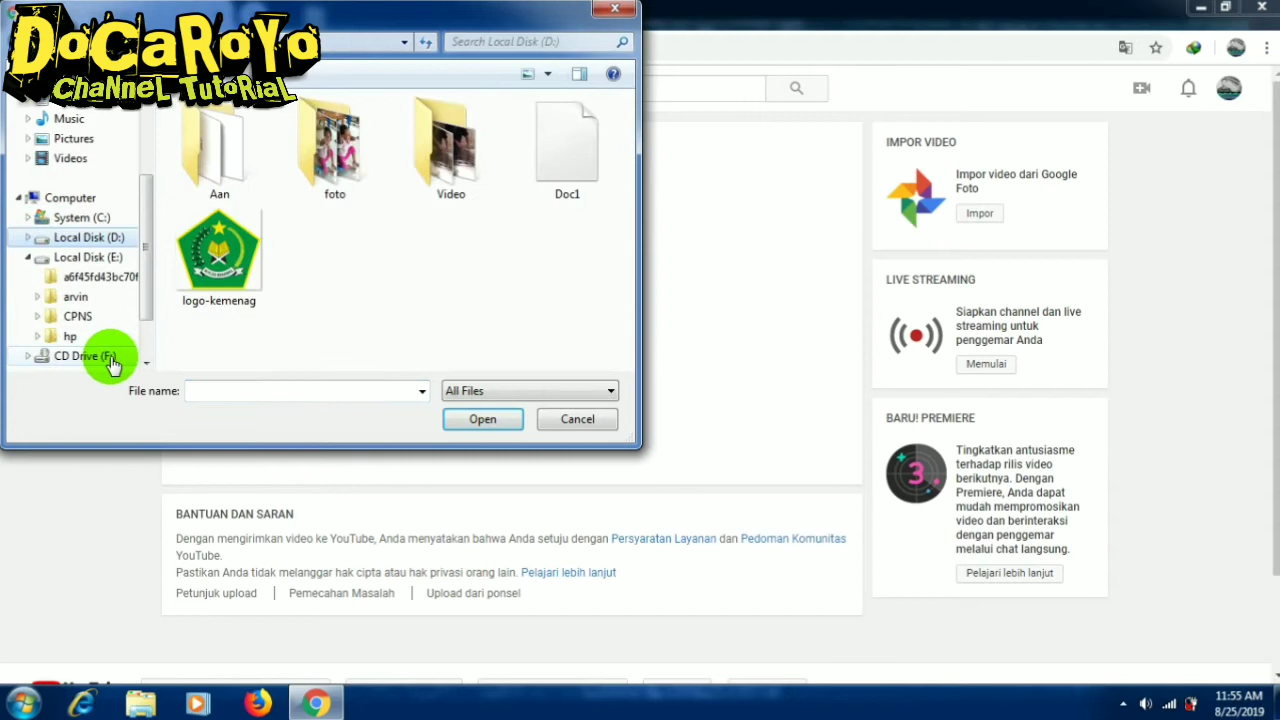 DoCaRoYo
ChaNNeL TuToRiaL
Search Local Disk (D:)
Music
Pictures
Videos
Computer
System (C:)
Local Disk (D:)
Local Disk (E:)
a6f45fd43bc70f
arvin
CPNS
hp
CD Drive (F:)
Aan
foto
Video
Doc1
logo-kemenag
File name:
All Files
Open
Cancel
IMPOR VIDEO
Impor video dari Google
Foto
Impor
LIVE STREAMING
Siapkan channel dan live
streaming untuk
penggemar Anda
Memulai
BARU! PREMIERE
3
Tingkatkan antusiasme
terhadap rilis video
berikutnya. Dengan
Premiere, Anda dapat
mudah mempromosikan
video dan berinteraksi
dengan penggemar
melalui chat langsung.
Pelajari lebih lanjut
BANTUAN DAN SARAN
Dengan mengirimkan video ke YouTube, Anda menyatakan bahwa Anda setuju dengan Persyaratan Layanan dan Pedoman Komunitas
YouTube.
Pastikan Anda tidak melanggar hak cipta atau hak privasi orang lain. Pelajari lebih lanjut
Petunjuk upload | Pemecahan Masalah | Upload dari ponsel
11:55 AM
8/25/2019